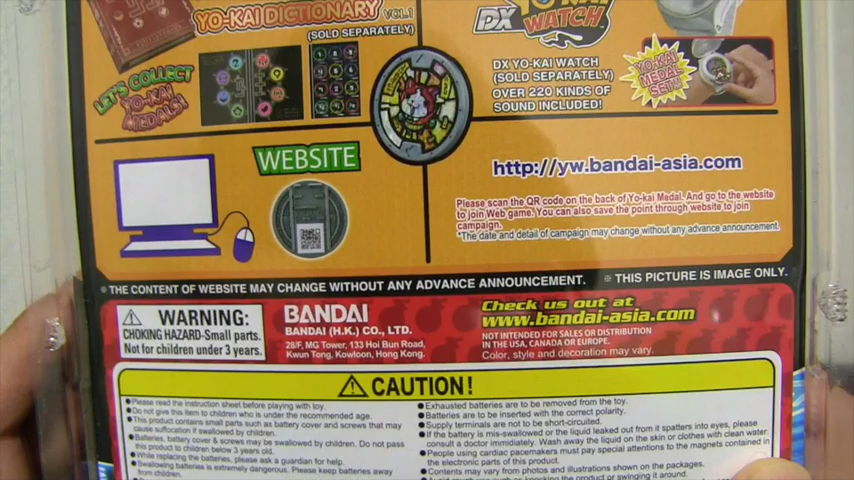 YO-KAI DICTIONARY VOL.1
(SOLD SEPARATELY)
LET'S COLLECT
YO-KAI
MEDALS!
DX YO-KAI
WATCH
DX YO-KAI WATCH
(SOLD SEPARATELY)
OVER 220 KINDS OF
SOUND INCLUDED!
YO-KAI
MEDAL
SET!!
WEBSITE
http://yw.bandai-asia.com
Please scan the QR code on the back of Yo-kai Medal. And go to the website
to join Web game. You can also save the point through website to join
campaign.
*The date and detail of campaign may change without any advance announcement.
※ THE CONTENT OF WEBSITE MAY CHANGE WITHOUT ANY ADVANCE ANNOUNCEMENT. ※ THIS PICTURE IS IMAGE ONLY.
WARNING:
CHOKING HAZARD-Small parts.
Not for children under 3 years.
BANDAI
BANDAI (H.K.) CO., LTD.
28/F, MG Tower, 133 Hoi Bun Road,
Kwun Tong, Kowloon, Hong Kong.
Check us out at
www.bandai-asia.com
NOT INTENDED FOR SALES OR DISTRIBUTION
IN THE USA, CANADA OR EUROPE.
Color, style and decoration may vary.
CAUTION!
●Please read the instruction sheet before playing with toy.
●Do not give this item to children who is under the recommended age.
●This product contains small parts such as battery cover and screws that may
cause suffocation if swallowed by children.
●Batteries, battery cover & screws may be swallowed by children. Do not pass
this product to children below 3 years old.
●While replacing the batteries, please ask a guardian for help.
●Swallowing batteries is extremely dangerous. Please keep batteries away
from children.
●Exhausted batteries are to be removed from the toy.
●Batteries are to be inserted with the correct polarity.
●Supply terminals are not to be short-circuited.
●If the battery is mis-swallowed or the liquid leaked out from it spatters into eyes, please
consult a doctor immediately. Wash away the liquid on the skin or clothes with clean water.
●People using cardiac pacemakers must pay special attentions to the magnets contained in
the electronic parts of this product.
●Contents may vary from photos and illustrations shown on the packages.